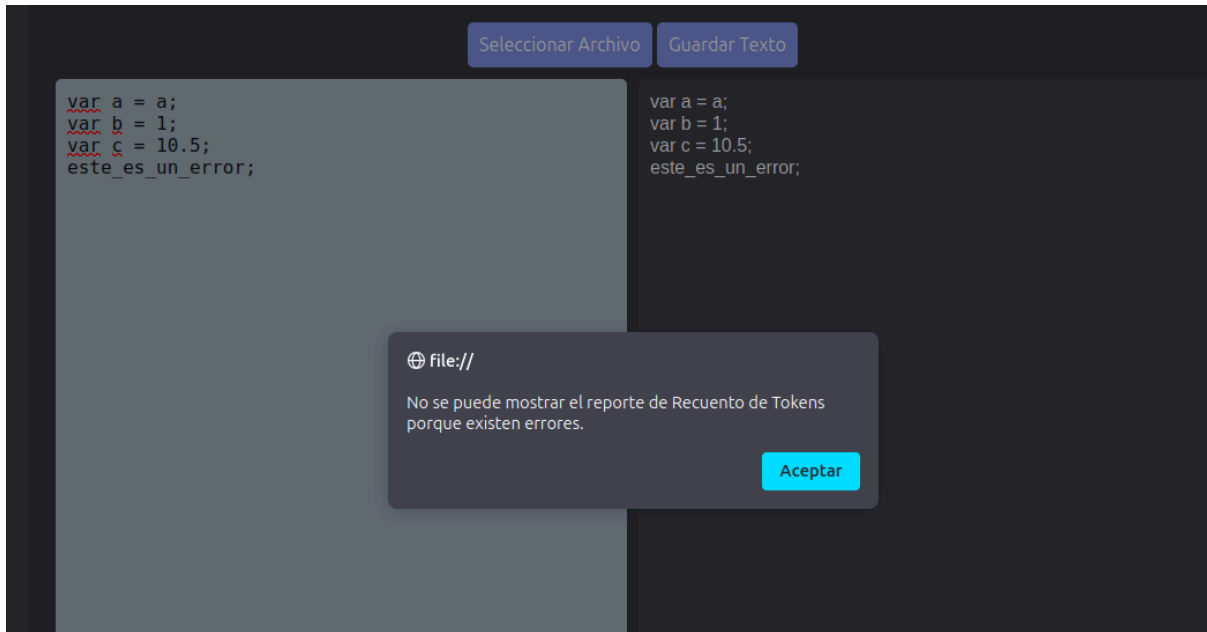 Seleccionar Archivo
Guardar Texto
var a = a;
var b = 1;
var c = 10.5;
este_es_un_error;
var a = a;
var b = 1;
var c = 10.5;
este_es_un_error;
file://
No se puede mostrar el reporte de Recuento de Tokens
porque existen errores.
Aceptar